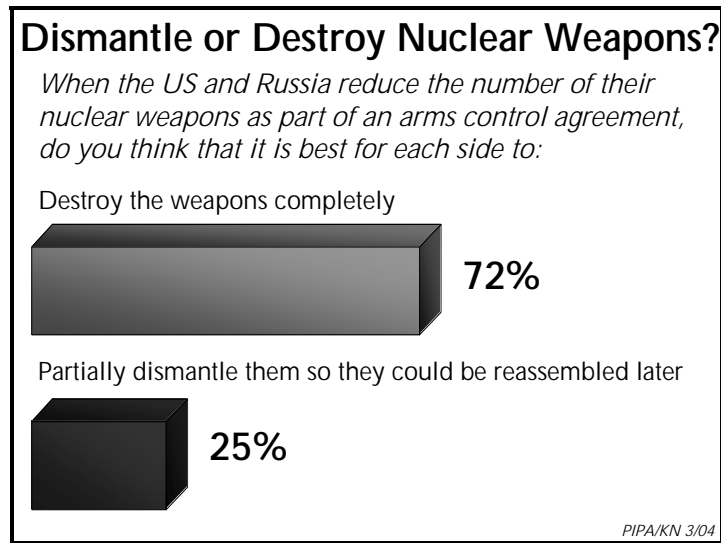 Dismantle or Destroy Nuclear Weapons?
When the US and Russia reduce the number of their
nuclear weapons as part of an arms control agreement,
do you think that it is best for each side to:
Destroy the weapons completely
72%
Partially dismantle them so they could be reassembled later
25%
PIPA/KN 3/04